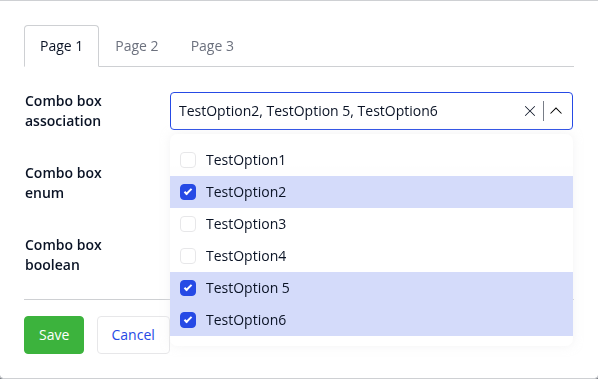 Page 1 Page 2 Page 3
Combo box
association
TestOption2, TestOption 5, TestOption6
TestOption1
Combo box
enum
TestOption2
TestOption3
Combo box
boolean
TestOption4
TestOption 5
TestOption6
Save Cancel